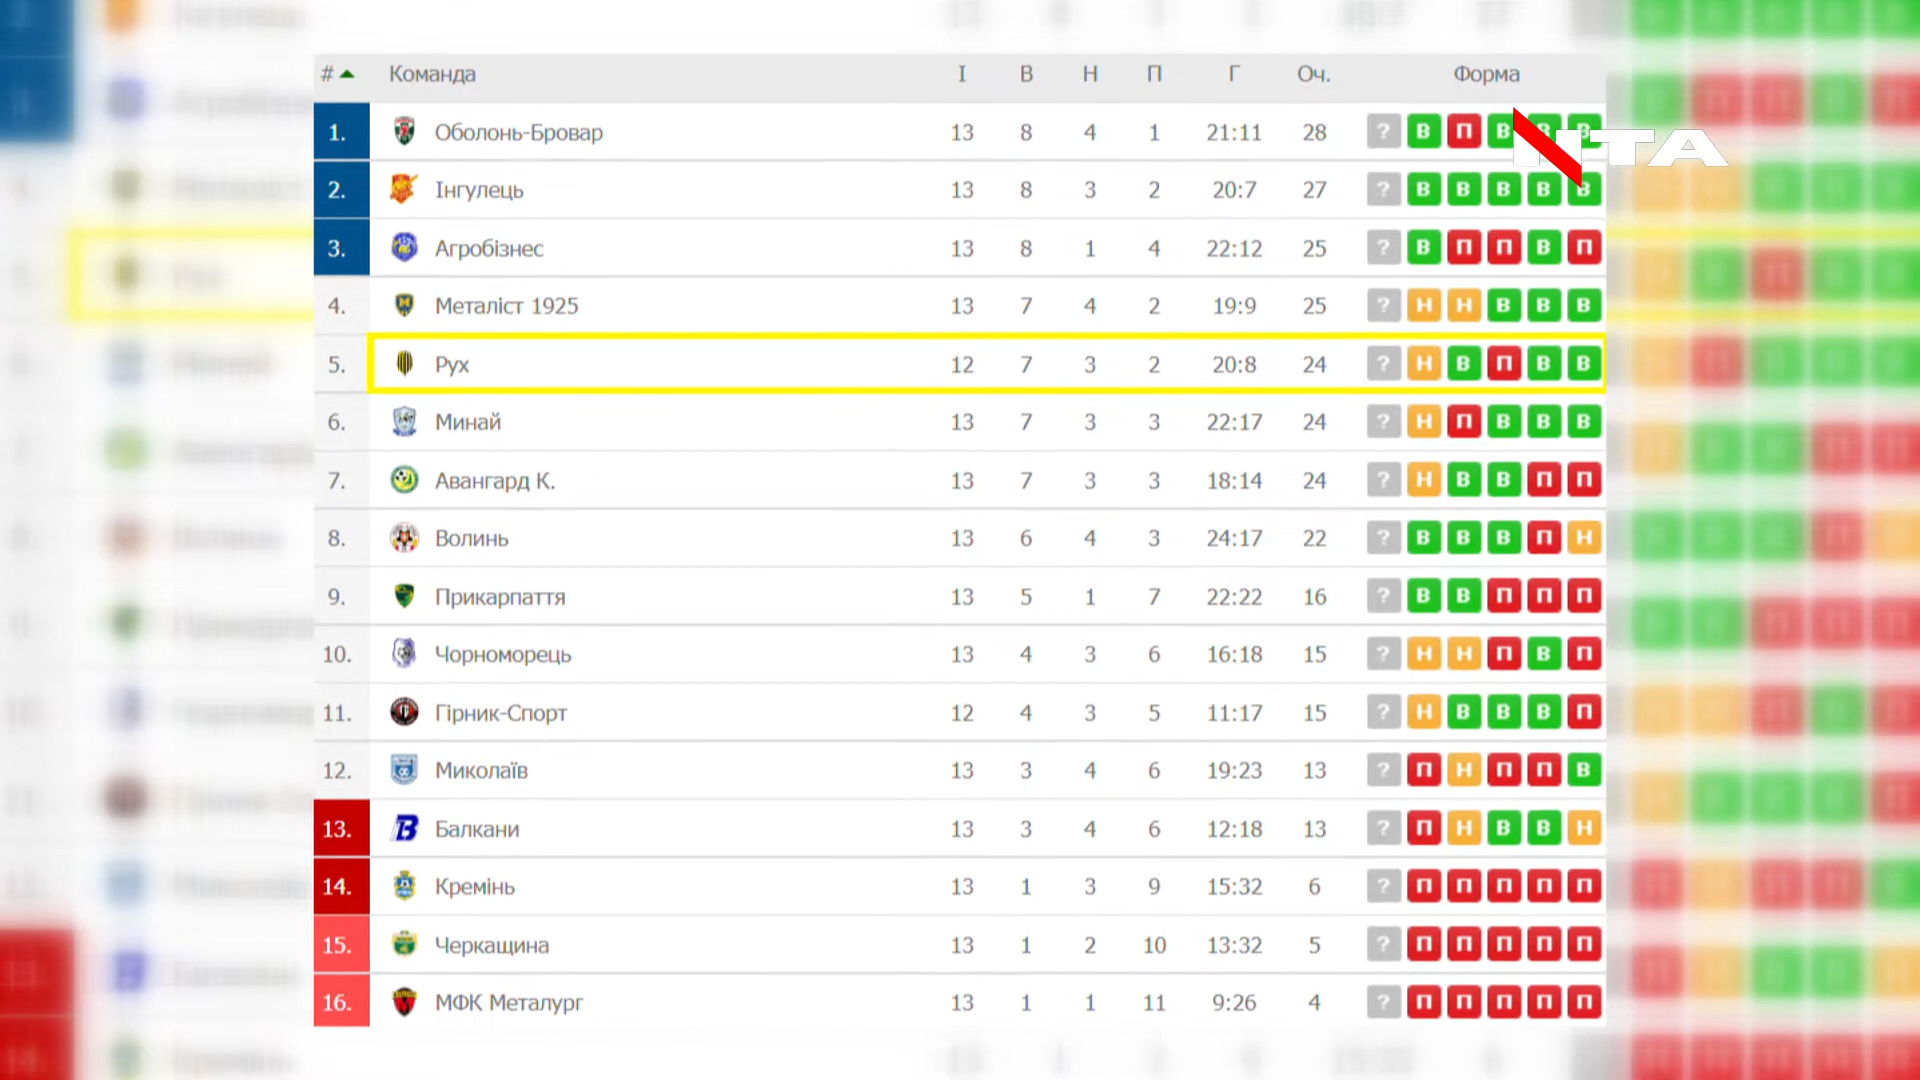 # Команда І В Н П Г Оч. Форма
1. Оболонь-Бровар 13 8 4 1 21:11 28 ? В П В В В
NTA
2. Інгулець 13 8 3 2 20:7 27 ? В В В В В
3. Агробізнес 13 8 1 4 22:12 25 ? В П П В П
4. Металіст 1925 13 7 4 2 19:9 25 ? Н Н В В В
5. Рух 12 7 3 2 20:8 24 ? Н В П В В
6. Минай 13 7 3 3 22:17 24 ? Н П В В В
7. Авангард К. 13 7 3 3 18:14 24 ? Н В В П П
8. Волинь 13 6 4 3 24:17 22 ? В В В П Н
9. Прикарпаття 13 5 1 7 22:22 16 ? В В П П П
10. Чорноморець 13 4 3 6 16:18 15 ? Н Н П В П
11. Гірник-Спорт 12 4 3 5 11:17 15 ? Н В В В П
12. Миколаїв 13 3 4 6 19:23 13 ? П Н П П В
13. Балкани 13 3 4 6 12:18 13 ? П Н В В Н
14. Кремінь 13 1 3 9 15:32 6 ? П П П П П
15. Черкащина 13 1 2 10 13:32 5 ? П П П П П
16. МФК Металург 13 1 1 11 9:26 4 ? П П П П П